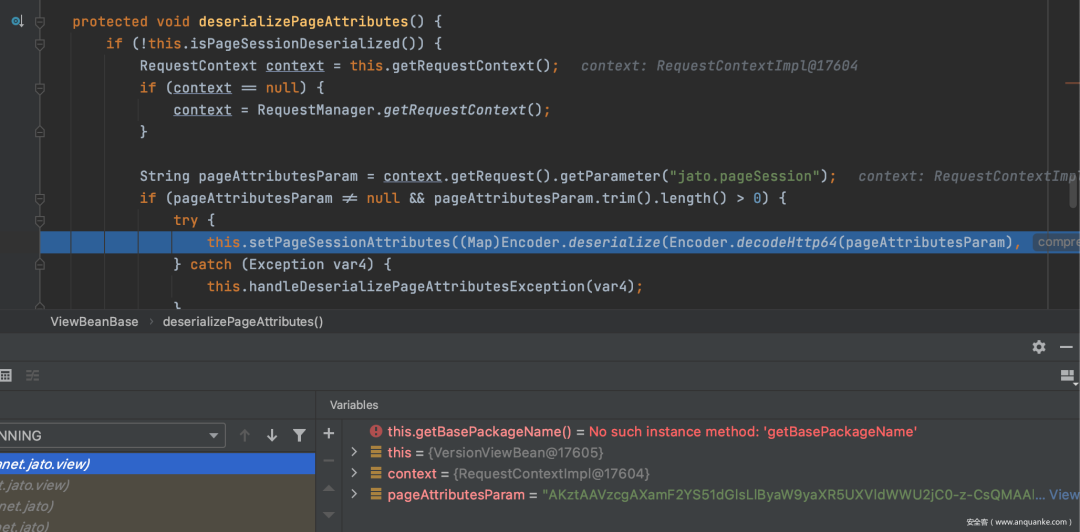 protected void deserializePageAttributes() {
if (!this.isPageSessionDeserialized()) {
RequestContext context = this.getRequestContext();   context: RequestContextImpl@17604
if (context == null) {
context = RequestManager.getRequestContext();
}
String pageAttributesParam = context.getRequest().getParameter("jato.pageSession");   context: RequestContextImpl
if (pageAttributesParam ≠ null && pageAttributesParam.trim().length() > 0) {
try {
this.setPageSessionAttributes((Map)Encoder.deserialize(Encoder.decodeHttp64(pageAttributesParam),   compre
} catch (Exception var4) {
this.handleDeserializePageAttributesException(var4);
}
ViewBeanBase › deserializePageAttributes()
Variables
NNING
this.getBasePackageName() = No such instance method: 'getBasePackageName'
net.jato.view)
this = {VersionViewBean@17605}
t.jato.view)
context = {RequestContextImpl@17604}
net.jato)
pageAttributesParam = "AKztAAVzcgAXamF2YS51dGlsLlByaW9yaXR5UXVldWWU2jC0-z-CsQMAAI... View
et.jato)
安全客（www.anquanke.com）